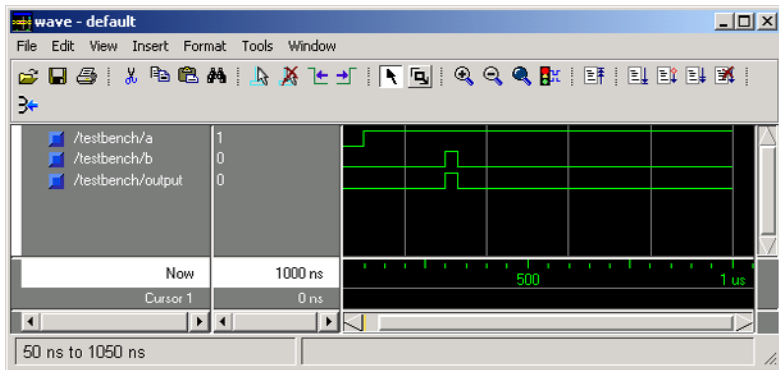 wave - default
File Edit View Insert Format Tools Window
/testbench/a 1
/testbench/b 0
/testbench/output 0
Now 1000 ns
500 1 us
Cursor 1 0 ns
50 ns to 1050 ns